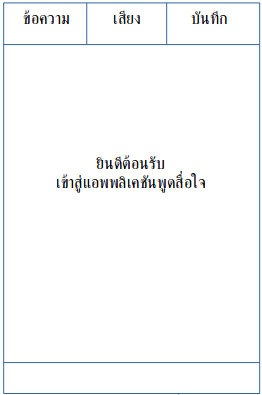 ข้อความ เสียง บันทึก
ยินดีต้อนรับ
เข้าสู่แอพพลิเคชันพูดสื่อใจ